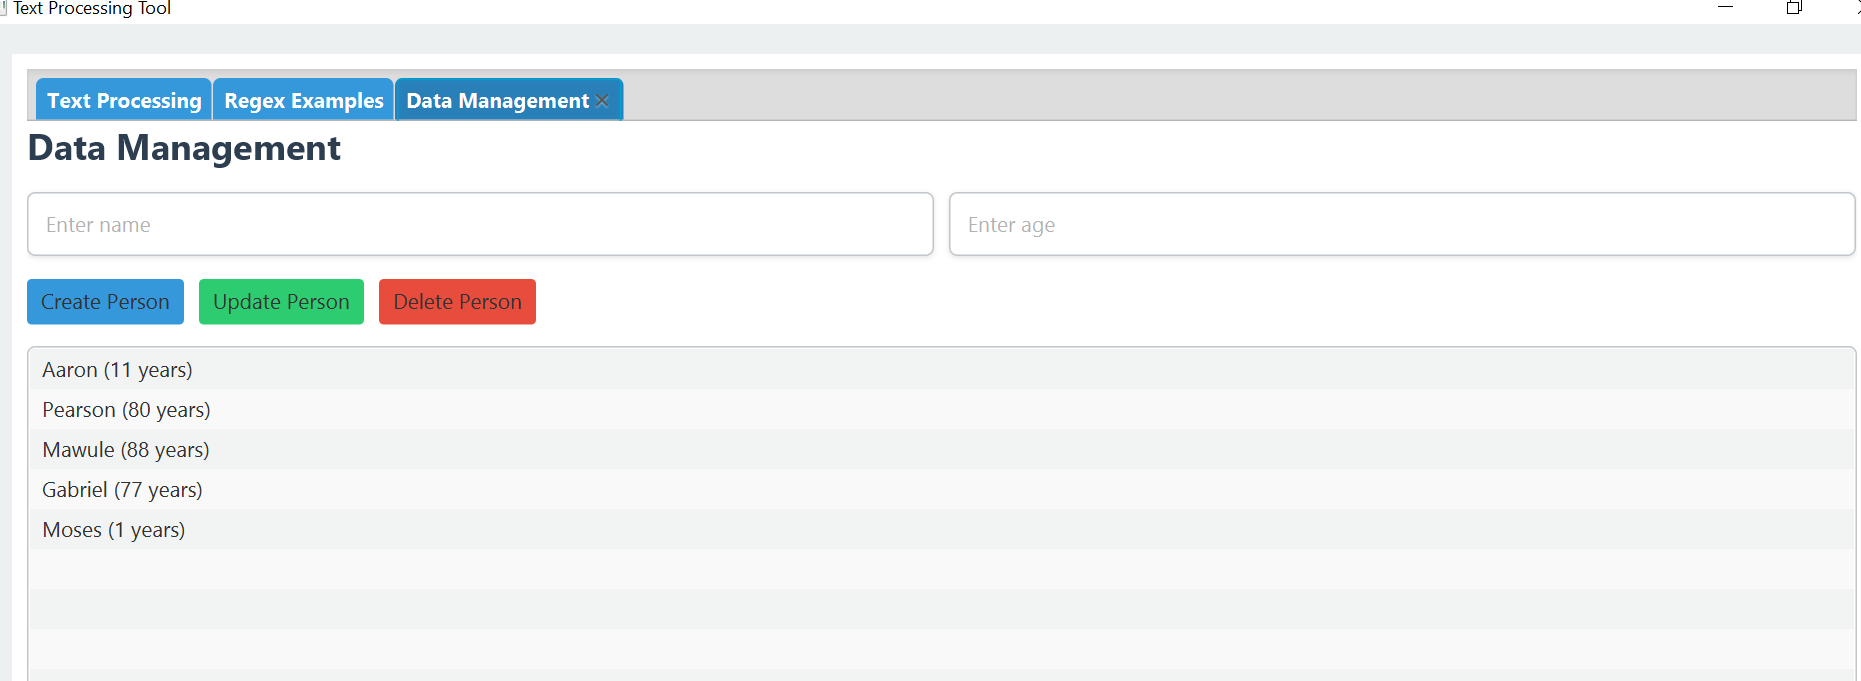 Text Processing Tool
Text Processing Regex Examples Data Management
Data Management
Enter name Enter age
Create Person Update Person Delete Person
Aaron (11 years)
Pearson (80 years)
Mawule (88 years)
Gabriel (77 years)
Moses (1 years)